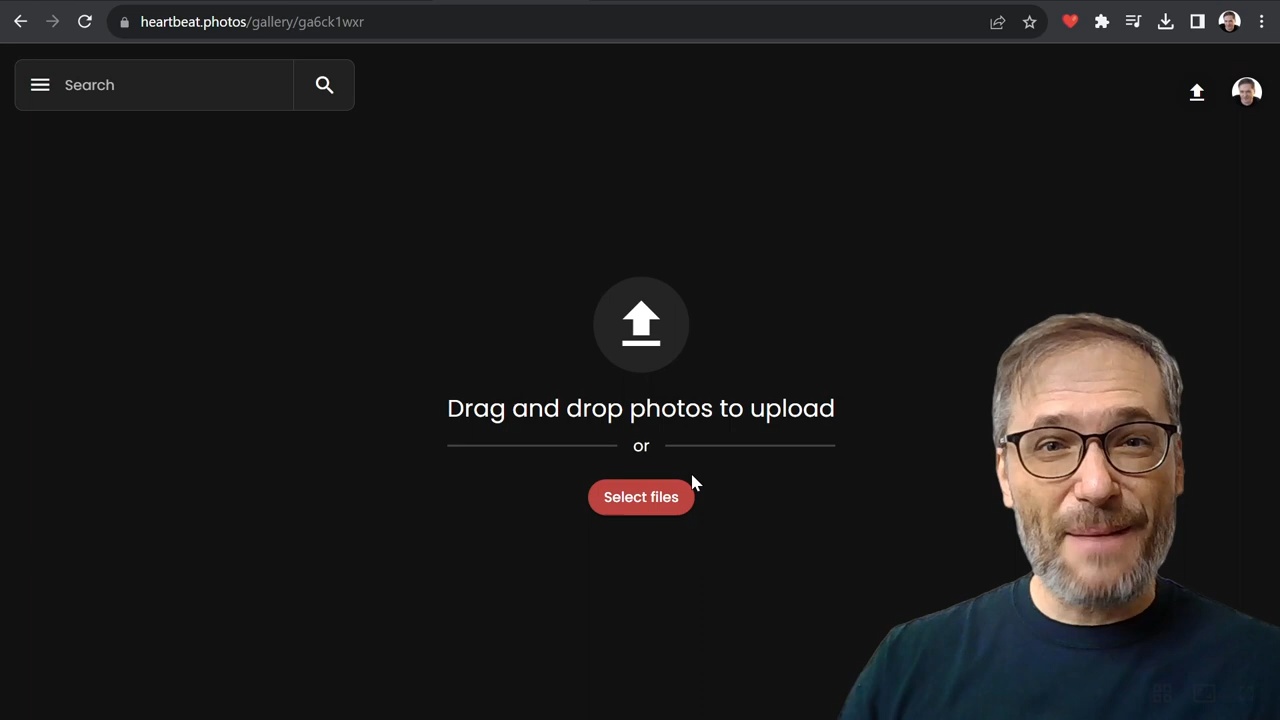 heartbeat.photos/gallery/ga6ck1wxr
Search
Drag and drop photos to upload
or
Select files